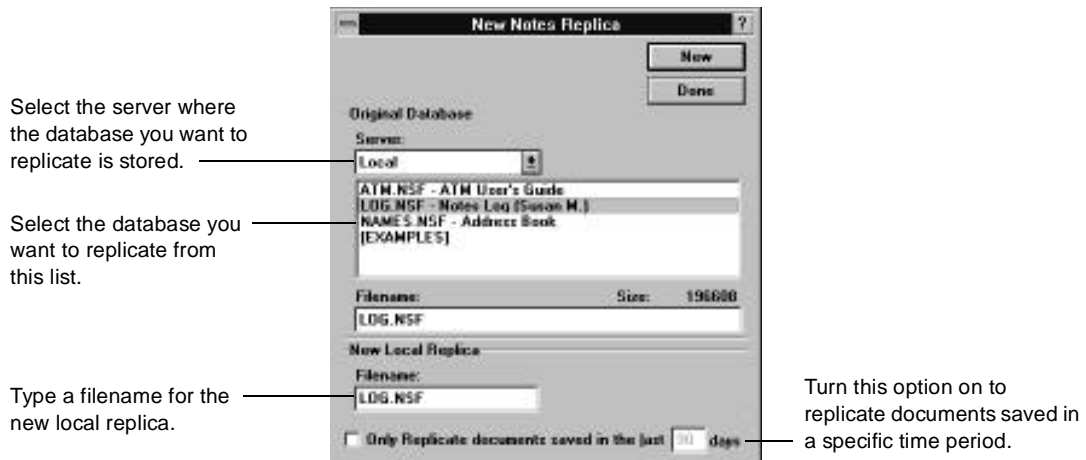 New Notes Replica
?
New
Done
Select the server where
the database you want to
replicate is stored.
Original Database
Server:
Local
ATM.NSF - ATM User's Guide
LOG.NSF - Notes Log (Susan M.)
NAMES.NSF - Address Book
[EXAMPLES]
Select the database you
want to replicate from
this list.
Filename:
Size: 196608
LOG.NSF
New Local Replica
Filename:
LOG.NSF
Type a filename for the
new local replica.
Only Replicate documents saved in the last 30 days
Turn this option on to
replicate documents saved in
a specific time period.